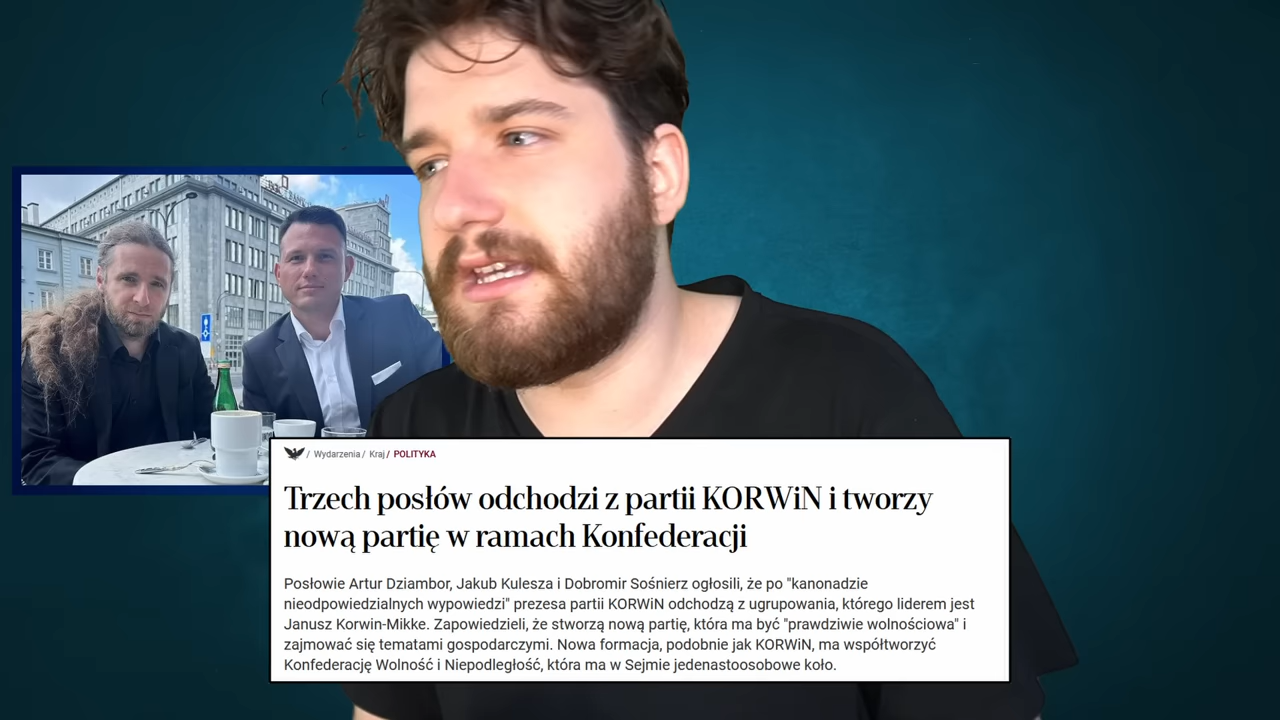 / Wydarzenia / Kraj / POLITYKA
Trzech posłów odchodzi z partii KORWiN i tworzy
nową partię w ramach Konfederacji
Posłowie Artur Dziambor, Jakub Kulesza i Dobromir Sośnierz ogłosili, że po "kanonadzie
nieodpowiedzialnych wypowiedzi" prezesa partii KORWiN odchodzą z ugrupowania, którego liderem jest
Janusz Korwin-Mikke. Zapowiedzieli, że stworzą nową partię, która ma być "prawdziwie wolnościowa" i
zajmować się tematami gospodarczymi. Nowa formacja, podobnie jak KORWiN, ma współtworzyć
Konfederację Wolność i Niepodległość, która ma w Sejmie jedenastoosobowe koło.